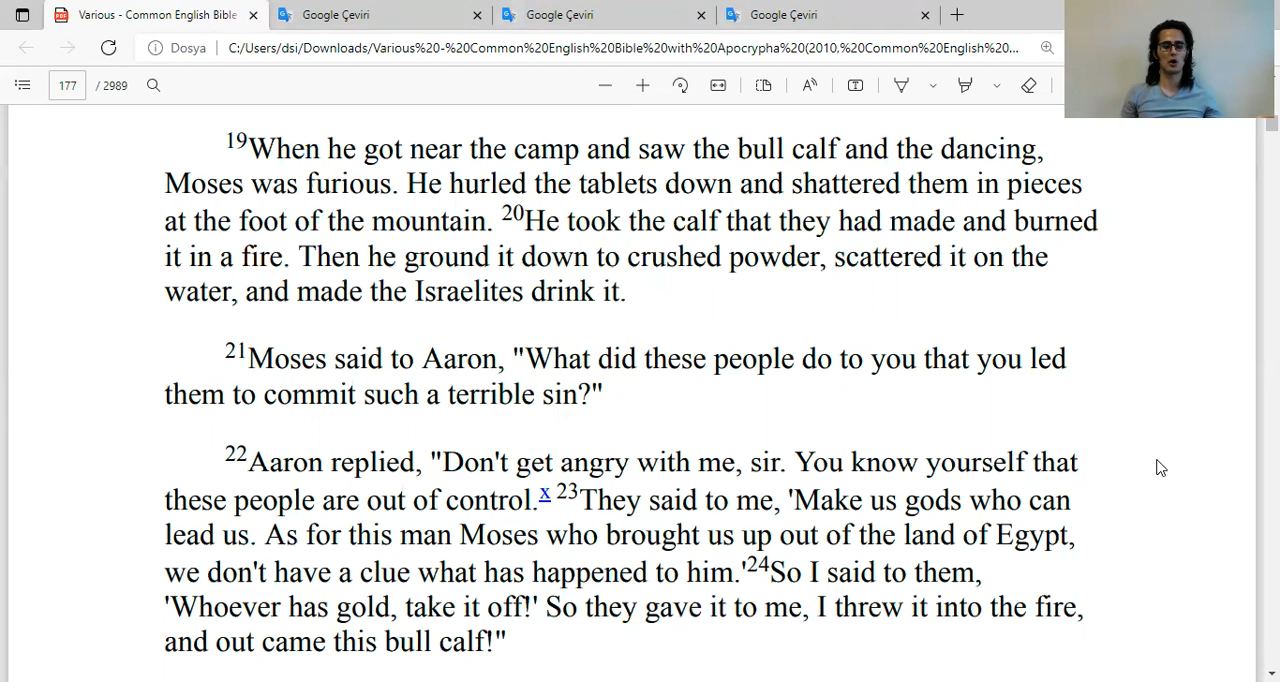 Various - Common English Bible
Google Çeviri
Google Çeviri
Google Çeviri
Dosya
C:/Users/dsi/Downloads/Various%20-%20Common%20English%20Bible%20with%20Apocrypha%20(2010,%20Common%20English%20...
177 / 2989
19When he got near the camp and saw the bull calf and the dancing,
Moses was furious. He hurled the tablets down and shattered them in pieces
at the foot of the mountain. 20He took the calf that they had made and burned
it in a fire. Then he ground it down to crushed powder, scattered it on the
water, and made the Israelites drink it.
21Moses said to Aaron, "What did these people do to you that you led
them to commit such a terrible sin?"
22Aaron replied, "Don't get angry with me, sir. You know yourself that
these people are out of control.x 23They said to me, 'Make us gods who can
lead us. As for this man Moses who brought us up out of the land of Egypt,
we don't have a clue what has happened to him.'24So I said to them,
'Whoever has gold, take it off!' So they gave it to me, I threw it into the fire,
and out came this bull calf!"